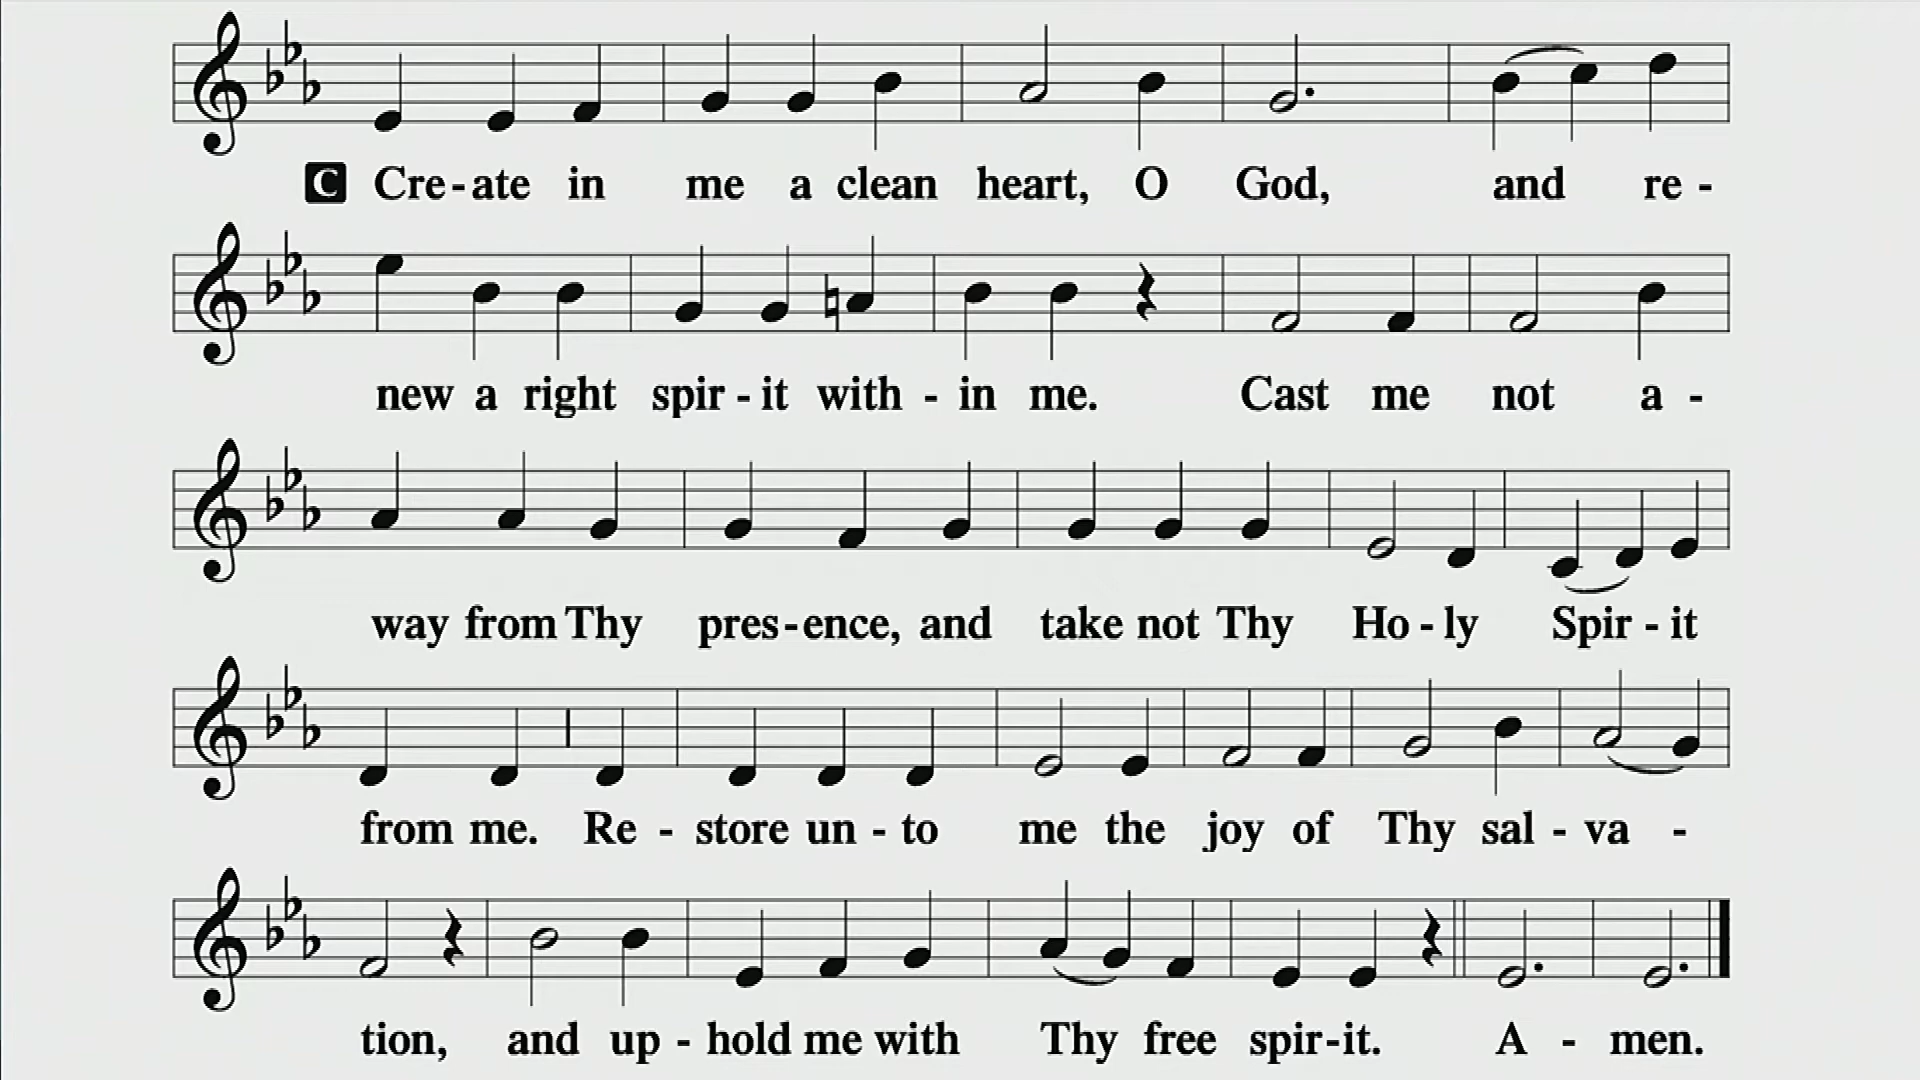 C Cre-ate in me a clean heart, O God, and re -
new a right spir - it with - in me. Cast me not a -
way from Thy pres-ence, and take not Thy Ho - ly Spir - it
from me. Re - store un - to me the joy of Thy sal - va -
tion, and up - hold me with Thy free spir-it. A - men.